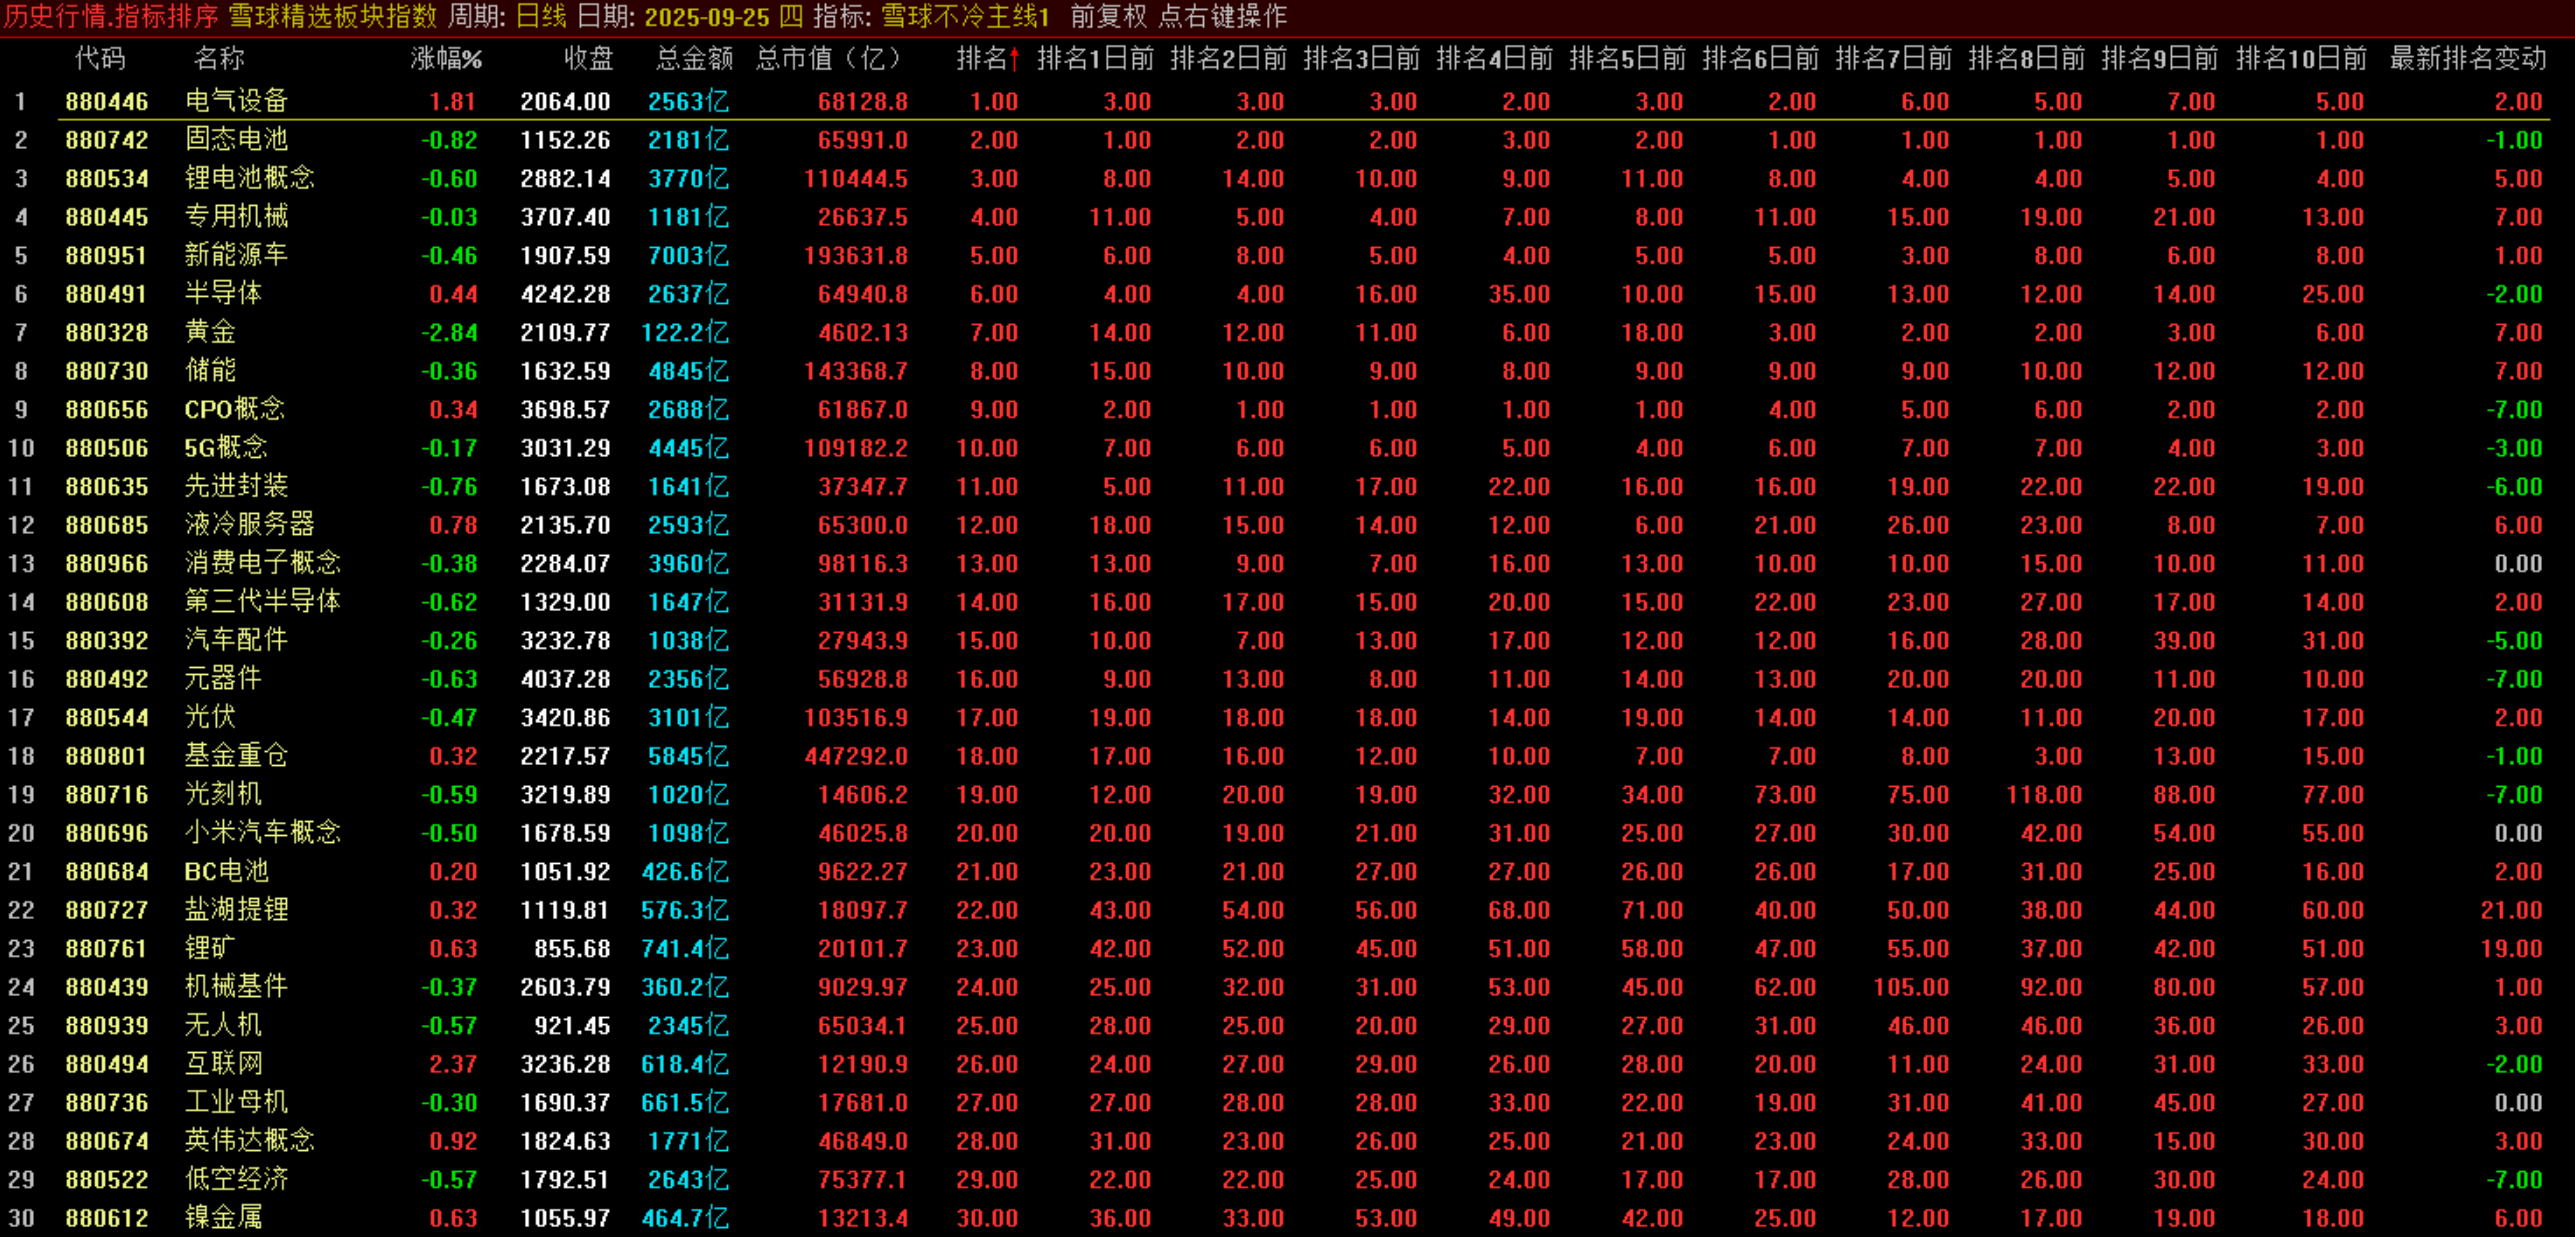 历史行情.指标排序 雪球精选板块指数 周期: 日线 日期: 2025-09-25 四 指标: 雪球不冷主线1 前复权 点右键操作
代码 名称 涨幅% 收盘 总金额 总市值（亿） 排名↑ 排名1日前 排名2日前 排名3日前 排名4日前 排名5日前 排名6日前 排名7日前 排名8日前 排名9日前 排名10日前 最新排名变动
1 880446 电气设备 1.81 2064.00 2563亿 68128.8 1.00 3.00 3.00 3.00 2.00 3.00 2.00 6.00 5.00 7.00 5.00 2.00
2 880742 固态电池 -0.82 1152.26 2181亿 65991.0 2.00 1.00 2.00 2.00 3.00 2.00 1.00 1.00 1.00 1.00 1.00 -1.00
3 880534 锂电池概念 -0.60 2882.14 3770亿 110444.5 3.00 8.00 14.00 10.00 9.00 11.00 8.00 4.00 4.00 5.00 4.00 5.00
4 880445 专用机械 -0.03 3707.40 1181亿 26637.5 4.00 11.00 5.00 4.00 7.00 8.00 11.00 15.00 19.00 21.00 13.00 7.00
5 880951 新能源车 -0.46 1907.59 7003亿 193631.8 5.00 6.00 8.00 5.00 4.00 5.00 5.00 3.00 8.00 6.00 8.00 1.00
6 880491 半导体 0.44 4242.28 2637亿 64940.8 6.00 4.00 4.00 16.00 35.00 10.00 15.00 13.00 12.00 14.00 25.00 -2.00
7 880328 黄金 -2.84 2109.77 122.2亿 4602.13 7.00 14.00 12.00 11.00 6.00 18.00 3.00 2.00 2.00 3.00 6.00 7.00
8 880730 储能 -0.36 1632.59 4845亿 143368.7 8.00 15.00 10.00 9.00 8.00 9.00 9.00 9.00 10.00 12.00 12.00 7.00
9 880656 CPO概念 0.34 3698.57 2688亿 61867.0 9.00 2.00 1.00 1.00 1.00 1.00 4.00 5.00 6.00 2.00 2.00 -7.00
10 880506 5G概念 -0.17 3031.29 4445亿 109182.2 10.00 7.00 6.00 6.00 5.00 4.00 6.00 7.00 7.00 4.00 3.00 -3.00
11 880635 先进封装 -0.76 1673.08 1641亿 37347.7 11.00 5.00 11.00 17.00 22.00 16.00 16.00 19.00 22.00 22.00 19.00 -6.00
12 880685 液冷服务器 0.78 2135.70 2593亿 65300.0 12.00 18.00 15.00 14.00 12.00 6.00 21.00 26.00 23.00 8.00 7.00 6.00
13 880966 消费电子概念 -0.38 2284.07 3960亿 98116.3 13.00 13.00 9.00 7.00 16.00 13.00 10.00 10.00 15.00 10.00 11.00 0.00
14 880608 第三代半导体 -0.62 1329.00 1647亿 31131.9 14.00 16.00 17.00 15.00 20.00 15.00 22.00 23.00 27.00 17.00 14.00 2.00
15 880392 汽车配件 -0.26 3232.78 1038亿 27943.9 15.00 10.00 7.00 13.00 17.00 12.00 12.00 16.00 28.00 39.00 31.00 -5.00
16 880492 元器件 -0.63 4037.28 2356亿 56928.8 16.00 9.00 13.00 8.00 11.00 14.00 13.00 20.00 20.00 11.00 10.00 -7.00
17 880544 光伏 -0.47 3420.86 3101亿 103516.9 17.00 19.00 18.00 18.00 14.00 19.00 14.00 14.00 11.00 20.00 17.00 2.00
18 880801 基金重仓 0.32 2217.57 5845亿 447292.0 18.00 17.00 16.00 12.00 10.00 7.00 7.00 8.00 3.00 13.00 15.00 -1.00
19 880716 光刻机 -0.59 3219.89 1020亿 14606.2 19.00 12.00 20.00 19.00 32.00 34.00 73.00 75.00 118.00 88.00 77.00 -7.00
20 880696 小米汽车概念 -0.50 1678.59 1098亿 46025.8 20.00 20.00 19.00 21.00 31.00 25.00 27.00 30.00 42.00 54.00 55.00 0.00
21 880684 BC电池 0.20 1051.92 426.6亿 9622.27 21.00 23.00 21.00 27.00 27.00 26.00 26.00 17.00 31.00 25.00 16.00 2.00
22 880727 盐湖提锂 0.32 1119.81 576.3亿 18097.7 22.00 43.00 54.00 56.00 68.00 71.00 40.00 50.00 38.00 44.00 60.00 21.00
23 880761 锂矿 0.63 855.68 741.4亿 20101.7 23.00 42.00 52.00 45.00 51.00 58.00 47.00 55.00 37.00 42.00 51.00 19.00
24 880439 机械基件 -0.37 2603.79 360.2亿 9029.97 24.00 25.00 32.00 31.00 53.00 45.00 62.00 105.00 92.00 80.00 57.00 1.00
25 880939 无人机 -0.57 921.45 2345亿 65034.1 25.00 28.00 25.00 20.00 29.00 27.00 31.00 46.00 46.00 36.00 26.00 3.00
26 880494 互联网 2.37 3236.28 618.4亿 12190.9 26.00 24.00 27.00 29.00 26.00 28.00 20.00 11.00 24.00 31.00 33.00 -2.00
27 880736 工业母机 -0.30 1690.37 661.5亿 17681.0 27.00 27.00 28.00 28.00 33.00 22.00 19.00 31.00 41.00 45.00 27.00 0.00
28 880674 英伟达概念 0.92 1824.63 1771亿 46849.0 28.00 31.00 23.00 26.00 25.00 21.00 23.00 24.00 33.00 15.00 30.00 3.00
29 880522 低空经济 -0.57 1792.51 2643亿 75377.1 29.00 22.00 22.00 25.00 24.00 17.00 17.00 28.00 26.00 30.00 24.00 -7.00
30 880612 镍金属 0.63 1055.97 464.7亿 13213.4 30.00 36.00 33.00 53.00 49.00 42.00 25.00 12.00 17.00 19.00 18.00 6.00